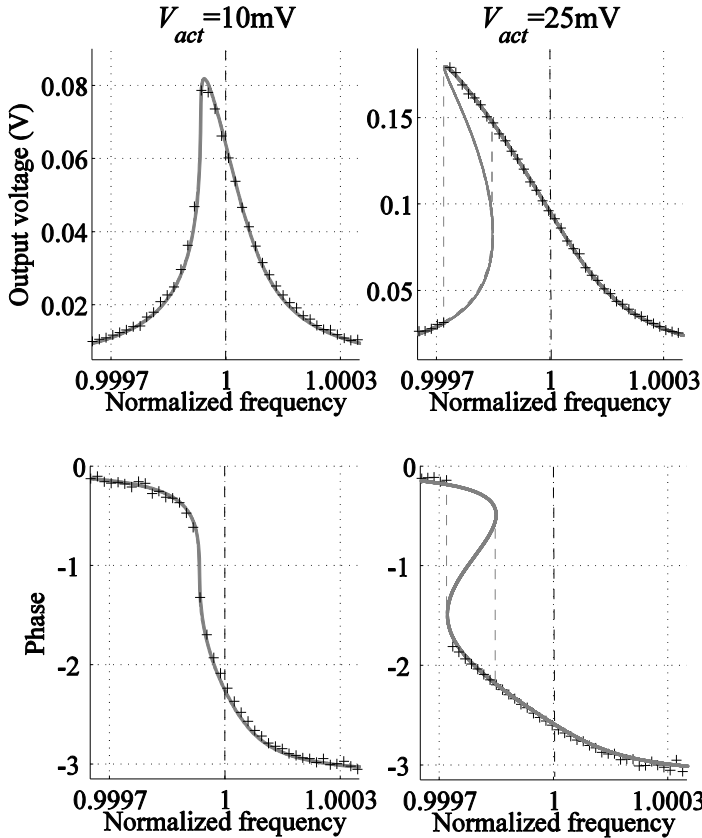 V_act=10mV
V_act=25mV
Output voltage (V)
0.08
0.06
0.04
0.02
0.9997 1 1.0003
Normalized frequency
0.15
0.1
0.05
0.9997 1 1.0003
Normalized frequency
Phase
0
-1
-2
-3
0.9997 1 1.0003
Normalized frequency
0
-1
-2
-3
0.9997 1 1.0003
Normalized frequency